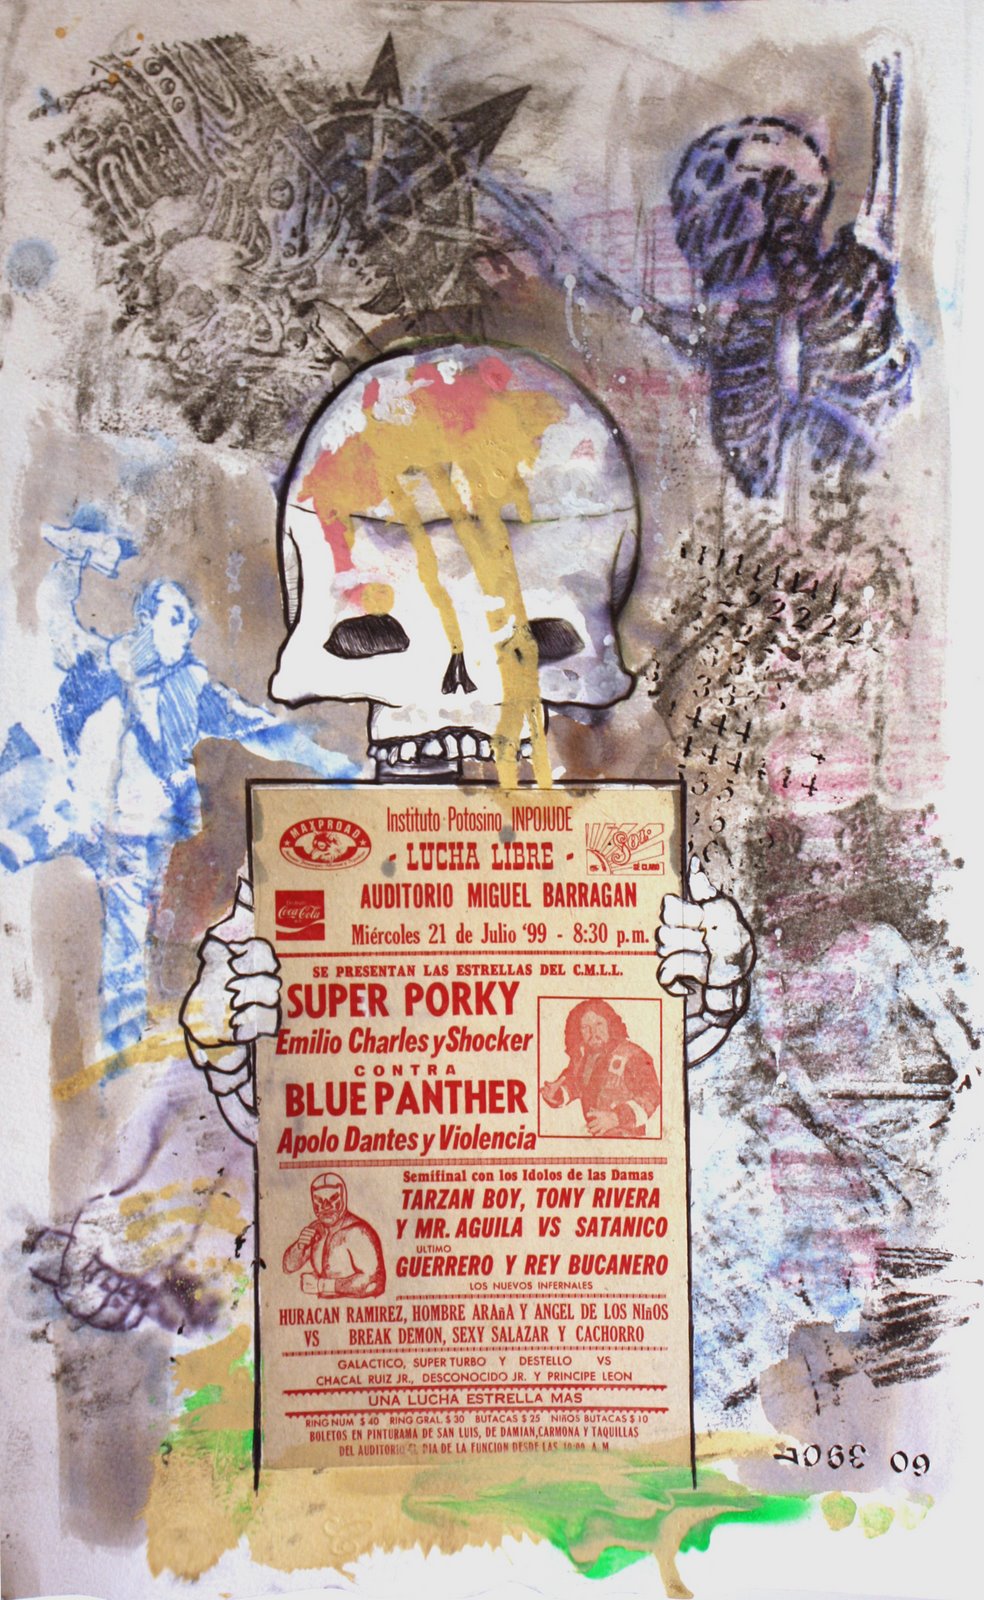 MAXPROAD
Instituto Potosino INPOJUDE
- LUCHA LIBRE -
Sol
SE CLARO
Coca-Cola
AUDITORIO MIGUEL BARRAGAN
Miércoles 21 de Julio '99 - 8:30 p.m.
SE PRESENTAN LAS ESTRELLAS DEL C.M.L.L.
SUPER PORKY
Emilio Charles y Shocker
CONTRA
BLUE PANTHER
Apolo Dantes y Violencia
Semifinal con los Idolos de las Damas
TARZAN BOY, TONY RIVERA
Y MR. AGUILA VS SATANICO
ULTIMO
GUERRERO Y REY BUCANERO
LOS NUEVOS INFERNALES
HURACAN RAMIREZ, HOMBRE ARAñA Y ANGEL DE LOS NIñOS
VS BREAK DEMON, SEXY SALAZAR Y CACHORRO
GALACTICO, SUPER TURBO Y DESTELLO VS
CHACAL RUIZ JR., DESCONOCIDO JR. Y PRINCIPE LEON
UNA LUCHA ESTRELLA MAS
RING NUM $40 RING GRAL. $30 BUTACAS $25 NIñOS BUTACAS $10
BOLETOS EN PINTURAMA DE SAN LUIS, DE DAMIAN, CARMONA Y TAQUILLAS
DEL AUDITORIO EL DIA DE LA FUNCION DESDE LAS 10:00 A.M.
JOSE 09